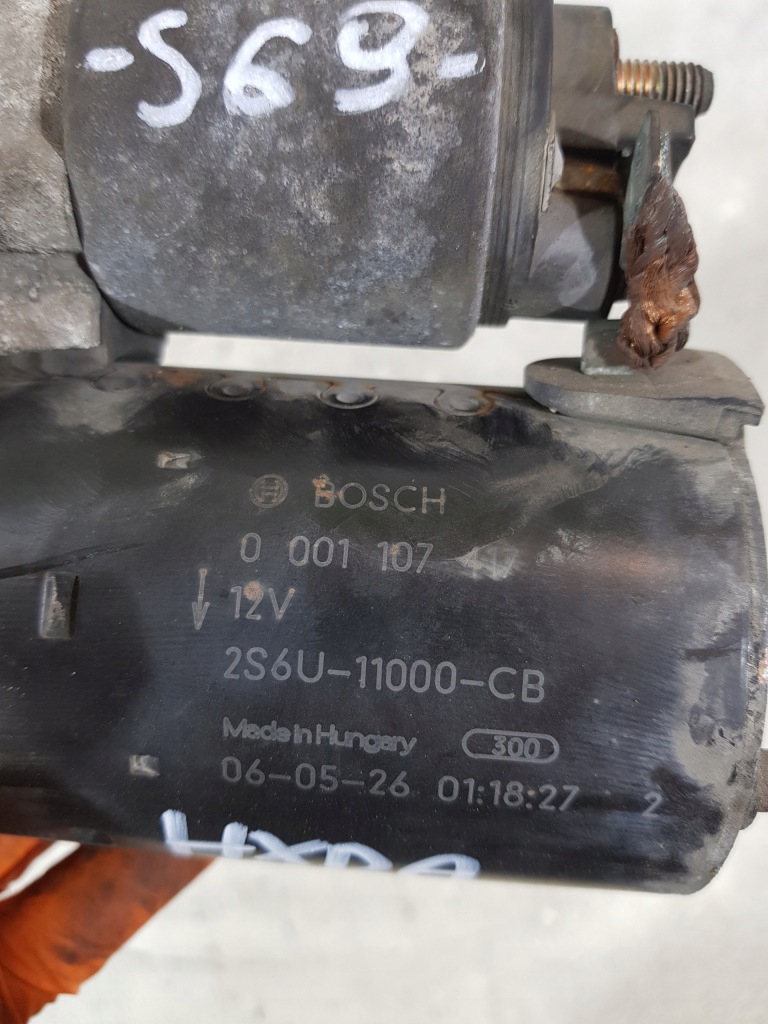 -S69-
BOSCH
0 001 107 417
12V
2S6U-11000-CB
Made in Hungary 300
06-05-26 01:18:27 2